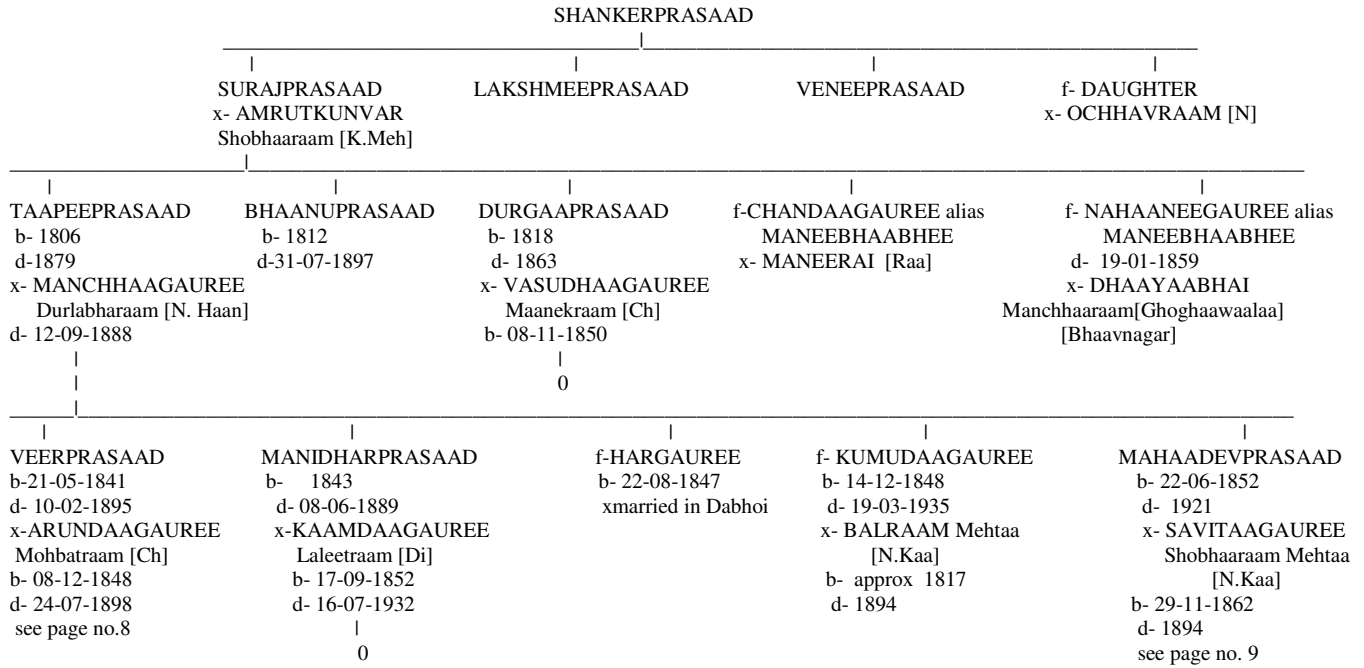 SHANKERPRASAAD
SURAJPRASAAD LAKSHMEEPRASAAD VENEEPRASAAD f- DAUGHTER
x- AMRUTKUNVAR x- OCHHAVRAAM [N]
Shobhaaraam [K.Meh]
TAAPEEPRASAAD BHAANUPRASAAD DURGAAPRASAAD f-CHANDAAGAUREE alias f- NAHAANEEGAUREE alias
b- 1806 b- 1812 b- 1818 MANEEBHAABHEE MANEEBHAABHEE
d-1879 d-31-07-1897 d- 1863 x- MANEERAI [Raa] d- 19-01-1859
x- MANCHHAAGAUREE x- VASUDHAAGAUREE x- DHAAYAABHAI
Durlabharaam [N. Haan] Maanekraam [Ch] Manchhaaraam[Ghoghaawaalaa]
d- 12-09-1888 b- 08-11-1850 [Bhaavnagar]
0
VEERPRASAAD MANIDHARPRASAAD f-HARGAUREE f- KUMUDAAGAUREE MAHAADEVPRASAAD
b-21-05-1841 b- 1843 b- 22-08-1847 b- 14-12-1848 b- 22-06-1852
d- 10-02-1895 d- 08-06-1889 xmarried in Dabhoi d- 19-03-1935 d- 1921
x-ARUNDAAGAUREE x-KAAMDAAGAUREE x- BALRAAM Mehtaa x- SAVITAAGAUREE
Mohbatraam [Ch] Laleetraam [Di] [N.Kaa] Shobhaaraam Mehtaa
b- 08-12-1848 b- 17-09-1852 b- approx 1817 [N.Kaa]
d- 24-07-1898 d- 16-07-1932 d- 1894 b- 29-11-1862
see page no.8 d- 1894
0 see page no. 9